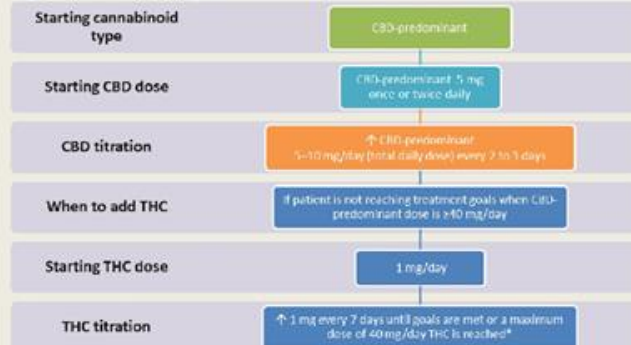 Starting cannabinoid
type
CBD-predominant
Starting CBD dose
CBD-predominant 5 mg
once or twice daily
CBD titration
↑ CBD-predominant
5–10 mg/day (total daily dose) every 2 to 3 days
When to add THC
If patient is not reaching treatment goals when CBD-
predominant dose is ≥40 mg/day
Starting THC dose
1 mg/day
THC titration
↑ 1 mg every 7 days until goals are met or a maximum
dose of 40 mg/day THC is reached*